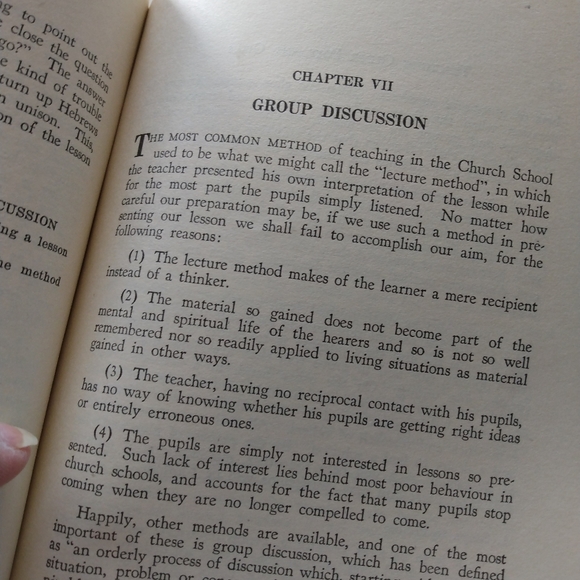 ng to point out the
close the question
go?" The answer
e kind of trouble
turn up Hebrews
n unison. This,
on of the lesson
CUSSION
ng a lesson
he method
CHAPTER VII
GROUP DISCUSSION
THE MOST COMMON METHOD of teaching in the Church School
used to be what we might call the "lecture method", in which
the teacher presented his own interpretation of the lesson while
for the most part the pupils simply listened. No matter how
careful our preparation may be, if we use such a method in pre-
senting our lesson we shall fail to accomplish our aim, for the
following reasons:
(1) The lecture method makes of the learner a mere recipient
instead of a thinker.
(2) The material so gained does not become part of the
mental and spiritual life of the hearers and so is not so well
remembered nor so readily applied to living situations as material
gained in other ways.
(3) The teacher, having no reciprocal contact with his pupils,
has no way of knowing whether his pupils are getting right ideas
or entirely erroneous ones.
(4) The pupils are simply not interested in lessons so pre-
sented. Such lack of interest lies behind most poor behaviour in
church schools, and accounts for the fact that many pupils stop
coming when they are no longer compelled to come.
Happily, other methods are available, and one of the most
important of these is group discussion, which has been defined
as "an orderly process of discussion which, starting
situation, problem or